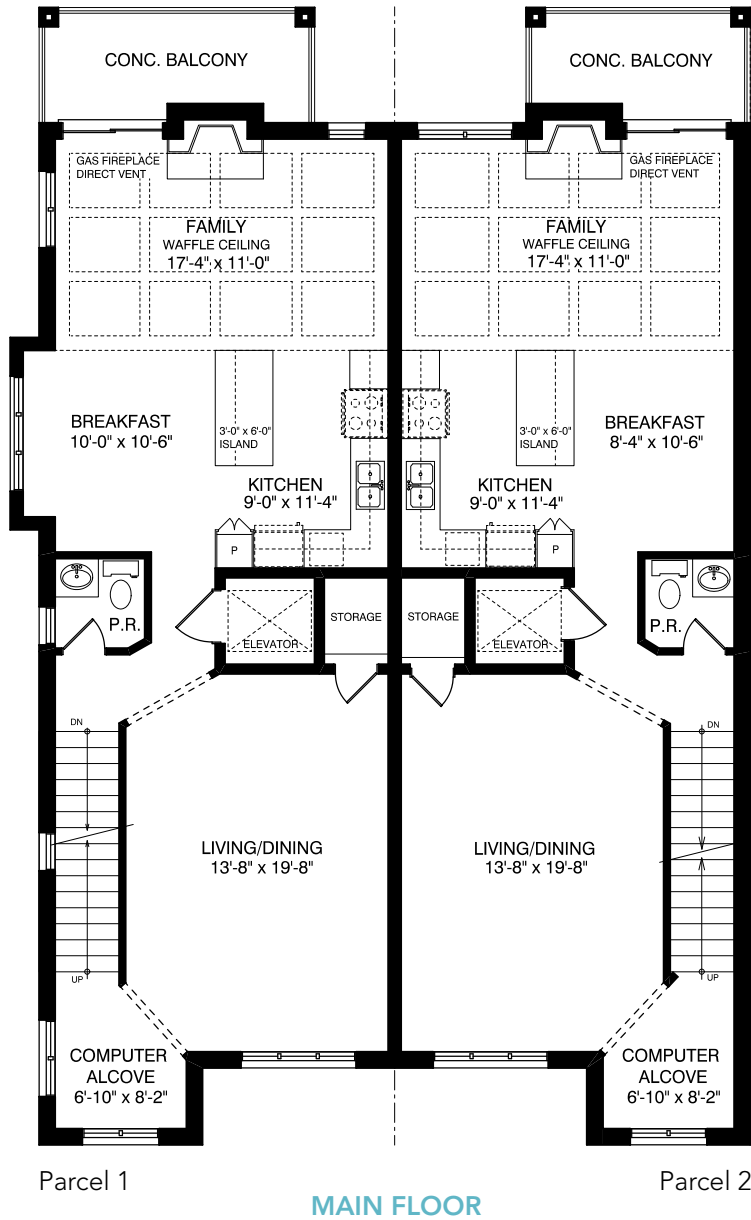 CONC. BALCONY
CONC. BALCONY
GAS FIREPLACE
DIRECT VENT
GAS FIREPLACE
DIRECT VENT
FAMILY
WAFFLE CEILING
17'-4" x 11'-0"
FAMILY
WAFFLE CEILING
17'-4" x 11'-0"
BREAKFAST
10'-0" x 10'-6"
3'-0" x 6'-0"
ISLAND
3'-0" x 6'-0"
ISLAND
BREAKFAST
8'-4" x 10'-6"
KITCHEN
9'-0" x 11'-4"
KITCHEN
9'-0" x 11'-4"
P
P
P.R.
ELEVATOR
STORAGE
STORAGE
ELEVATOR
P.R.
DN
DN
LIVING/DINING
13'-8" x 19'-8"
LIVING/DINING
13'-8" x 19'-8"
UP
UP
COMPUTER
ALCOVE
6'-10" x 8'-2"
COMPUTER
ALCOVE
6'-10" x 8'-2"
Parcel 1
Parcel 2
MAIN FLOOR